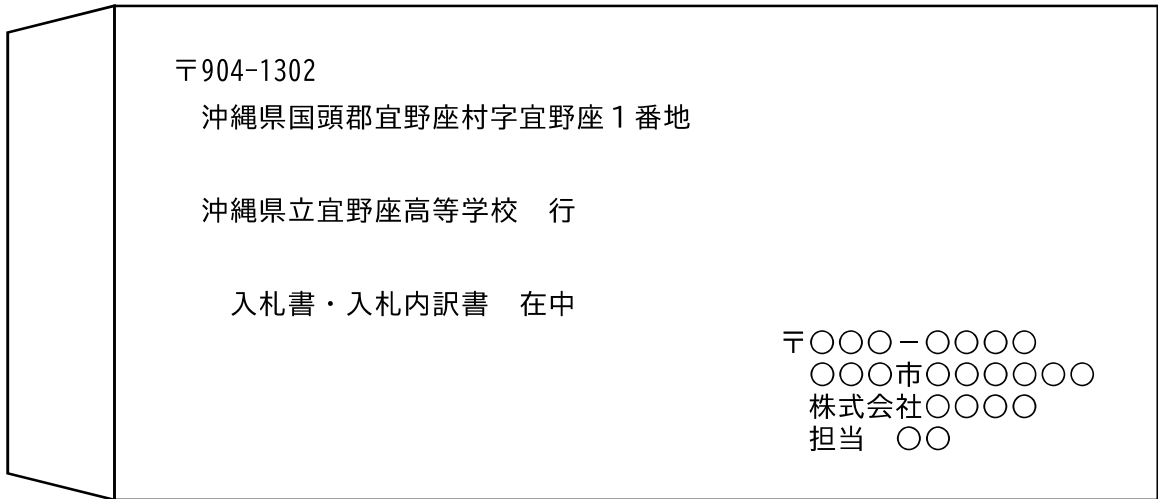 〒904-1302
沖縄県国頭郡宜野座村字宜野座１番地
沖縄県立宜野座高等学校　行
入札書・入札内訳書　在中
〒○○○－○○○○
○○○市○○○○○○
株式会社○○○○
担当　○○